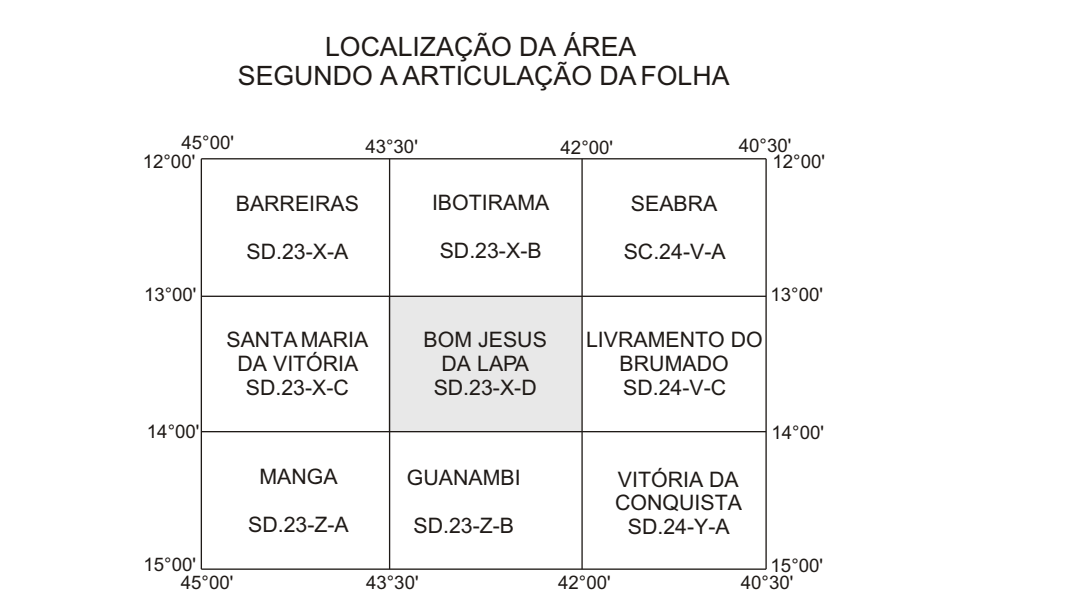 LOCALIZAÇÃO DA ÁREA
SEGUNDO A ARTICULAÇÃO DA FOLHA
45°00' 43°30' 42°00' 40°30'
12°00' 12°00'
BARREIRAS IBOTIRAMA SEABRA
SD.23-X-A SD.23-X-B SC.24-V-A
13°00' 13°00'
SANTA MARIA BOM JESUS LIVRAMENTO DO
DA VITÓRIA DA LAPA BRUMADO
SD.23-X-C SD.23-X-D SD.24-V-C
14°00' 14°00'
MANGA GUANAMBI VITÓRIA DA
CONQUISTA
SD.23-Z-A SD.23-Z-B SD.24-Y-A
15°00' 15°00'
45°00' 43°30' 42°00' 40°30'